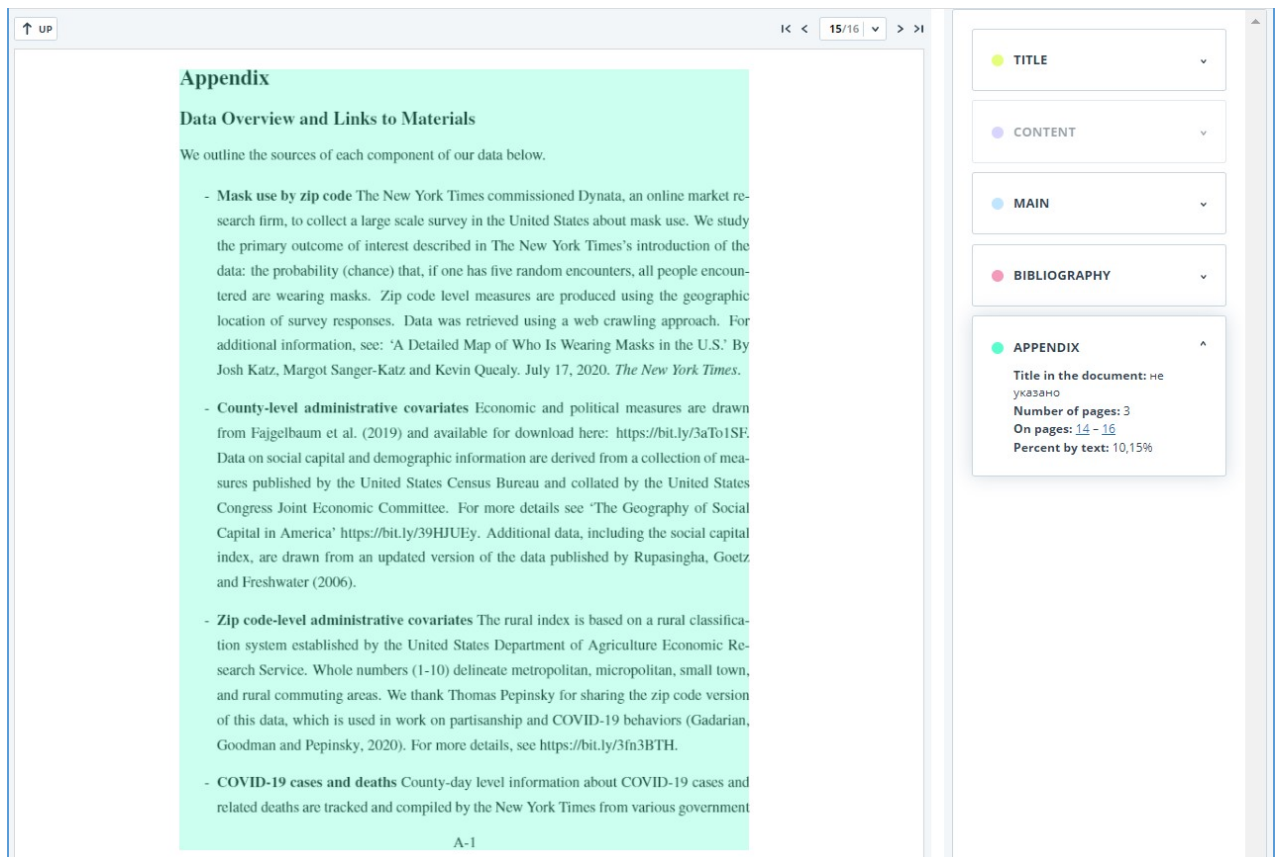 ↑ UP
15/16
Appendix
Data Overview and Links to Materials
We outline the sources of each component of our data below.
- Mask use by zip code The New York Times commissioned Dynata, an online market re-
search firm, to collect a large scale survey in the United States about mask use. We study
the primary outcome of interest described in The New York Times's introduction of the
data: the probability (chance) that, if one has five random encounters, all people encoun-
tered are wearing masks. Zip code level measures are produced using the geographic
location of survey responses. Data was retrieved using a web crawling approach. For
additional information, see: ‘A Detailed Map of Who Is Wearing Masks in the U.S.’ By
Josh Katz, Margot Sanger-Katz and Kevin Quealy. July 17, 2020. The New York Times.
- County-level administrative covariates Economic and political measures are drawn
from Fajgelbaum et al. (2019) and available for download here: https://bit.ly/3aTo1SF.
Data on social capital and demographic information are derived from a collection of mea-
sures published by the United States Census Bureau and collated by the United States
Congress Joint Economic Committee. For more details see ‘The Geography of Social
Capital in America’ https://bit.ly/39HJUEy. Additional data, including the social capital
index, are drawn from an updated version of the data published by Rupasingha, Goetz
and Freshwater (2006).
- Zip code-level administrative covariates The rural index is based on a rural classifica-
tion system established by the United States Department of Agriculture Economic Re-
search Service. Whole numbers (1-10) delineate metropolitan, micropolitan, small town,
and rural commuting areas. We thank Thomas Pepinsky for sharing the zip code version
of this data, which is used in work on partisanship and COVID-19 behaviors (Gadarian,
Goodman and Pepinsky, 2020). For more details, see https://bit.ly/3fn3BTH.
- COVID-19 cases and deaths County-day level information about COVID-19 cases and
related deaths are tracked and compiled by the New York Times from various government
A-1
TITLE
CONTENT
MAIN
BIBLIOGRAPHY
APPENDIX
Title in the document: не
указано
Number of pages: 3
On pages: 14 – 16
Percent by text: 10,15%